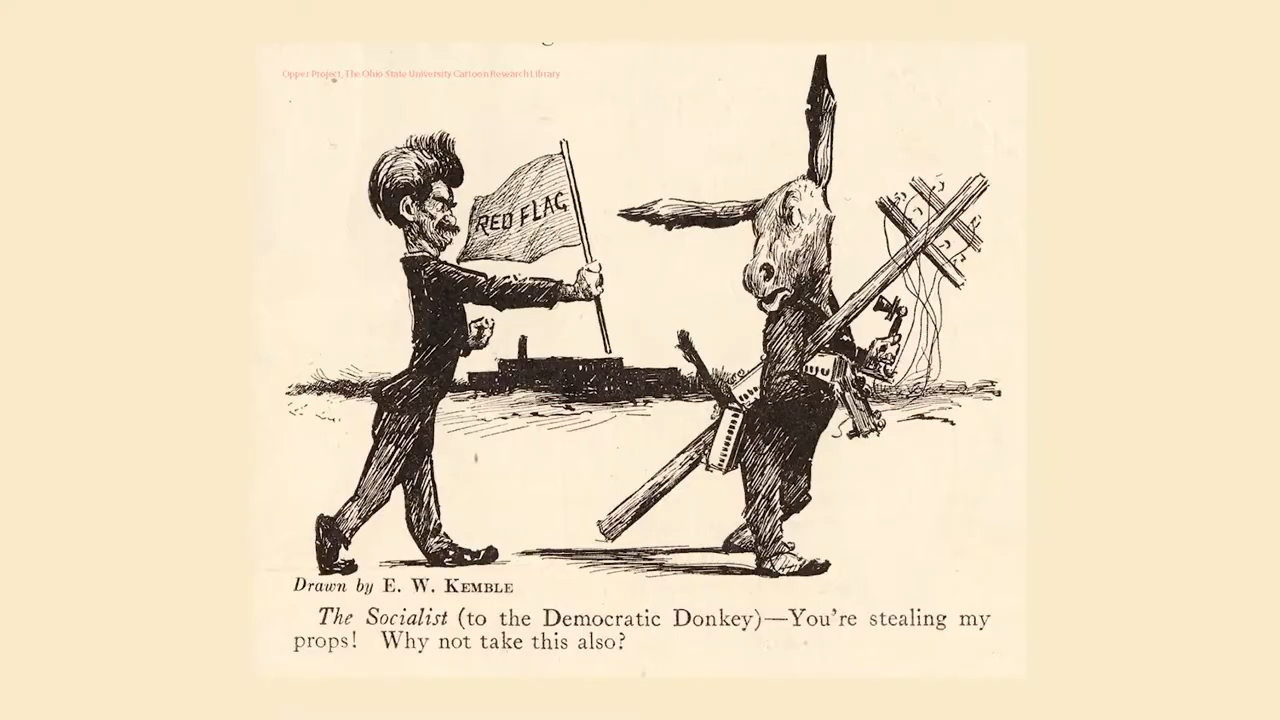 Opper Project, The Ohio State University Cartoon Research Library
RED FLAG
Drawn by E. W. KEMBLE
The Socialist (to the Democratic Donkey)—You're stealing my
props! Why not take this also?